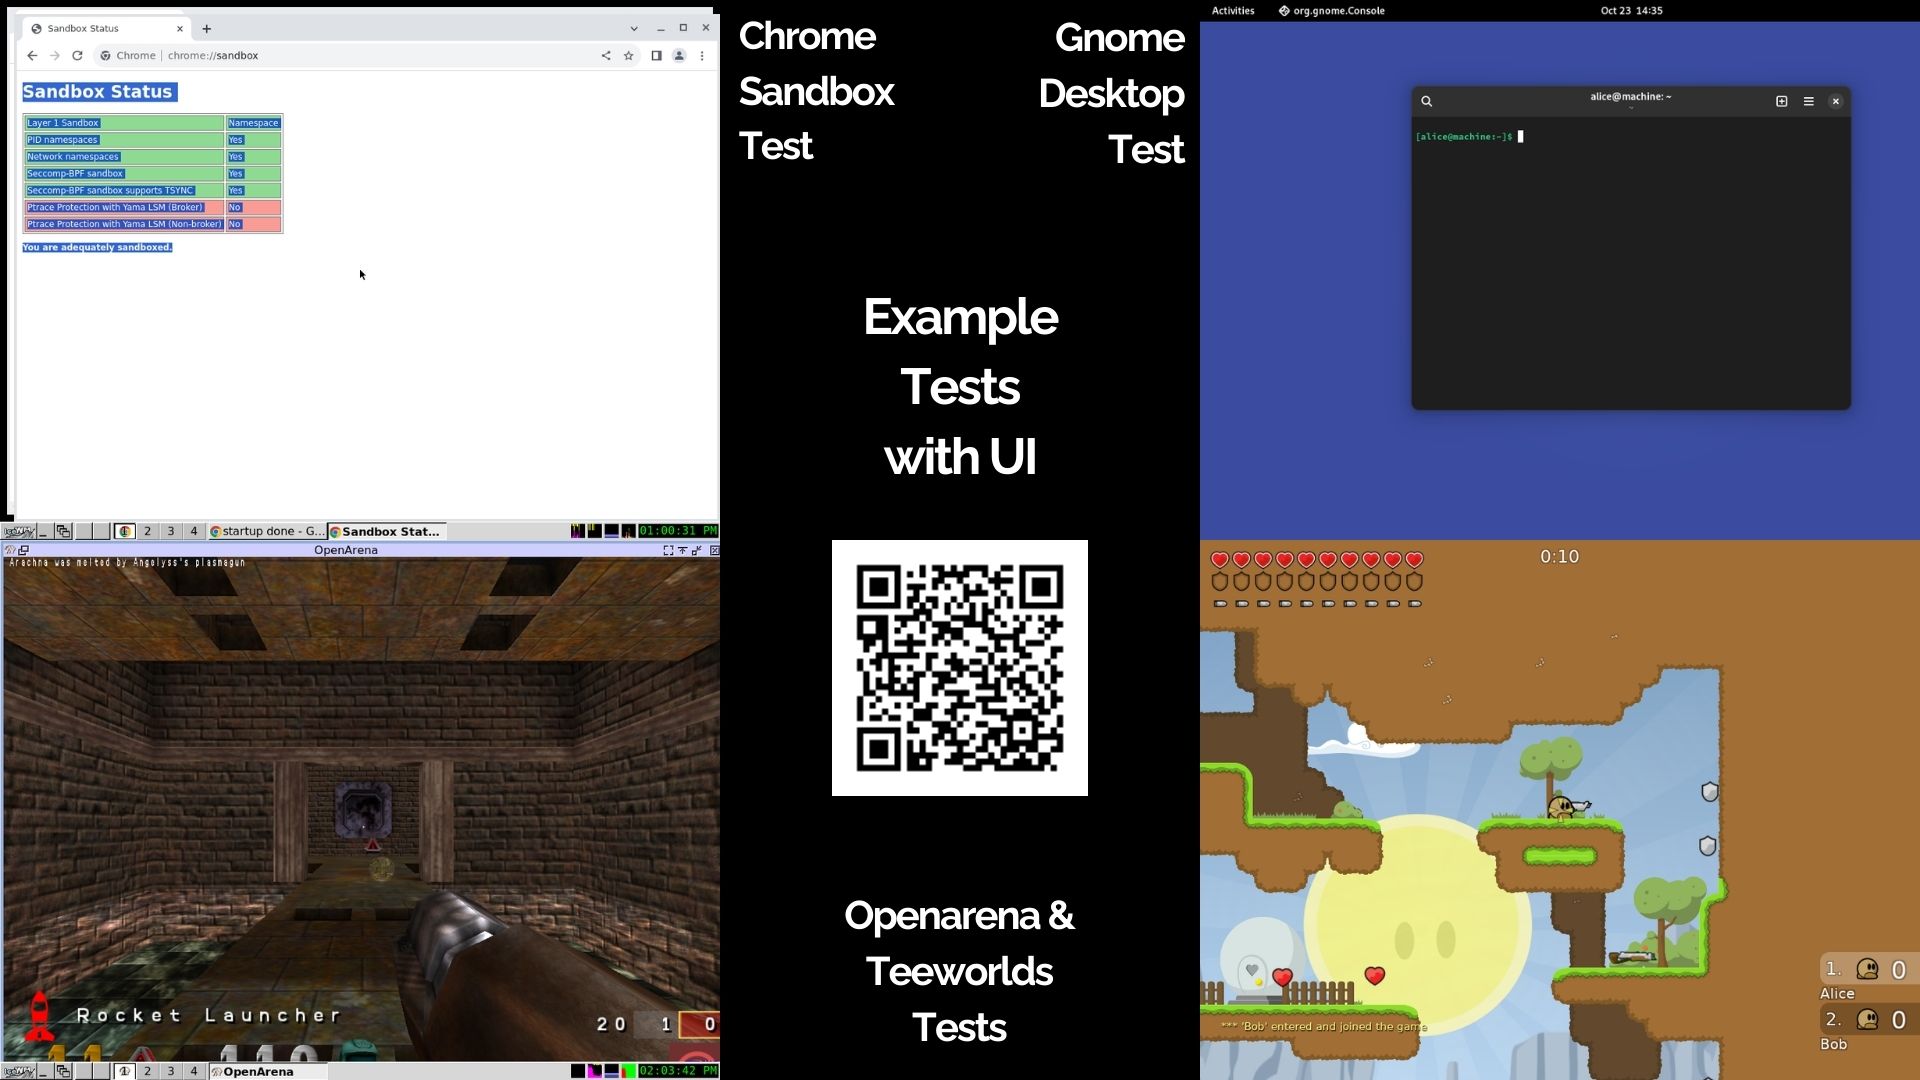 Sandbox Status
Chrome
chrome://sandbox
Sandbox Status
Layer 1 Sandbox Namespace
PID namespaces Yes
Network namespaces Yes
Seccomp-BPF sandbox Yes
Seccomp-BPF sandbox supports TSYNC Yes
Ptrace Protection with Yama LSM (Broker) No
Ptrace Protection with Yama LSM (Non-broker) No
You are adequately sandboxed.
1 2 3 4 startup done - G... Sandbox Stat... 01:00:31 PM
Chrome
Sandbox
Test
Gnome
Desktop
Test
Activities org.gnome.Console Oct 23 14:35
alice@machine: ~
~
[alice@machine:~]$
Example
Tests
with UI
OpenArena
Arachna was melted by Angelyss's plasmagun
Rocket Launcher
20 1 0
1 2 3 4 OpenArena 02:03:42 PM
Openarena &
Teeworlds
Tests
0:10
1. 0
Alice
2. 0
Bob
*** 'Bob' entered and joined the game